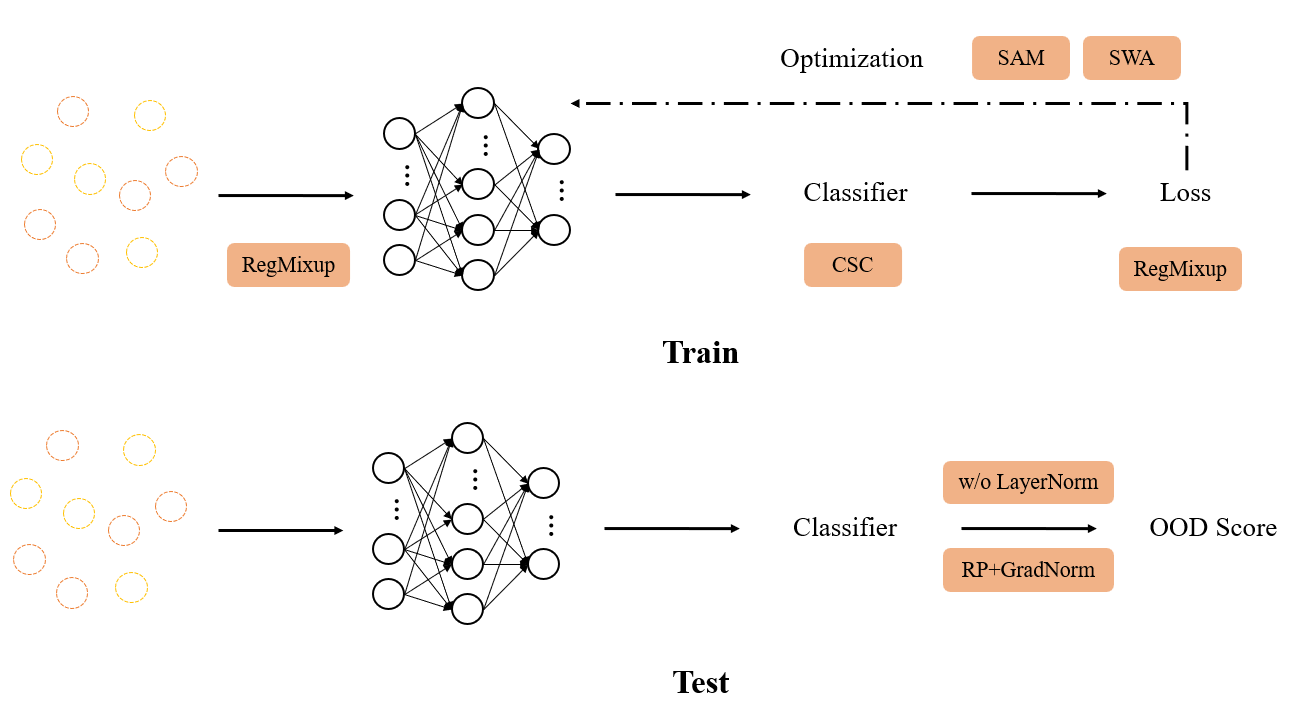 Optimization
SAM
SWA
Classifier
Loss
RegMixup
CSC
RegMixup
Train
w/o LayerNorm
Classifier
OOD Score
RP+GradNorm
Test